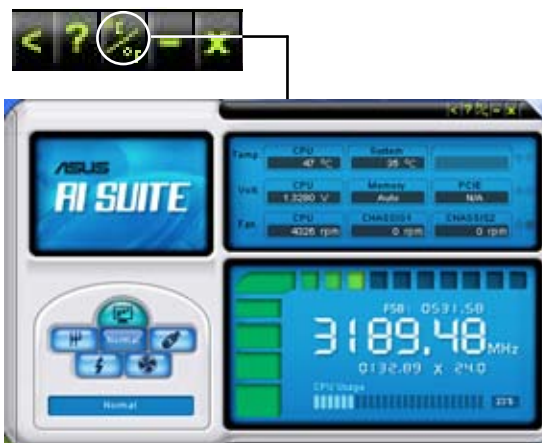 < ? °C/°F - x
< ? °C/°F - x
ASUS
AI SUITE
Temp CPU System
47 °C 35 °C
Volt CPU Memory PCIE
1.3280 V Auto N/A
Fan CPU CHASSIS1 CHASSIS2
4026 rpm 0 rpm 0 rpm
FSB: 0531.58
3189.48 MHz
0132.89 x 24.0
CPU Usage
Normal
Normal